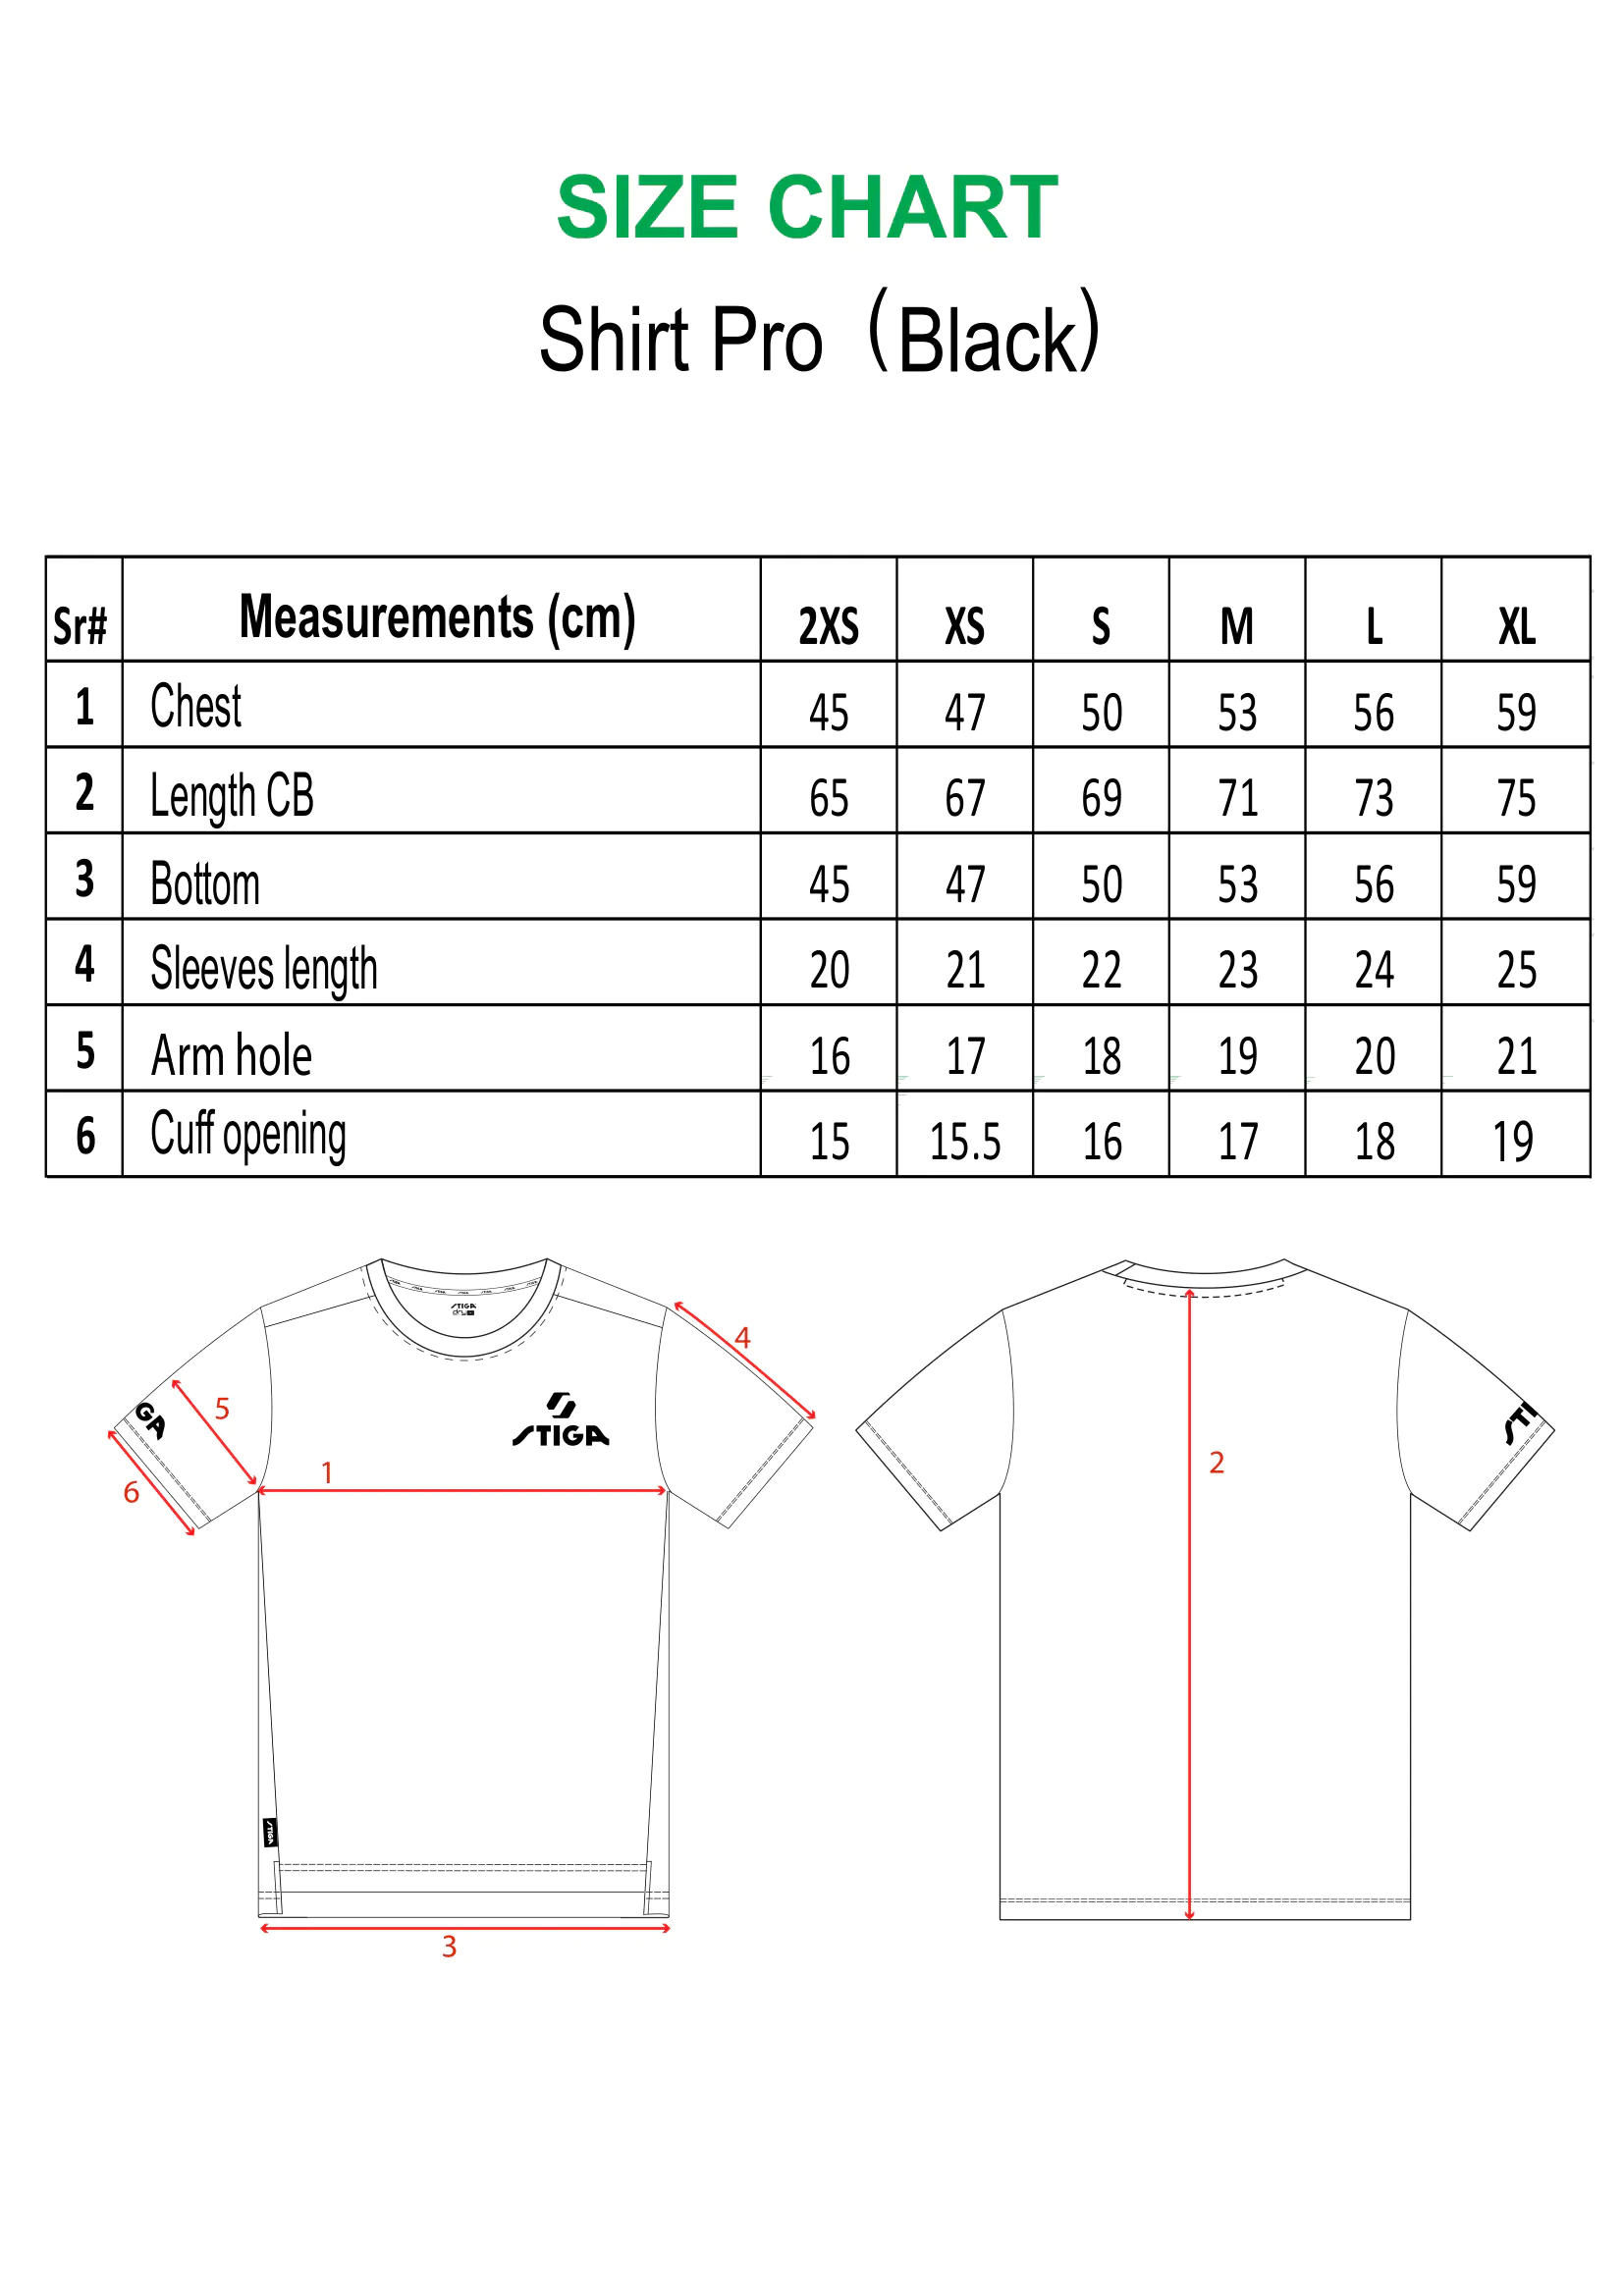 SIZE CHART
Shirt Pro（Black）
Sr# Measurements (cm) 2XS XS S M L XL
1 Chest 45 47 50 53 56 59
2 Length CB 65 67 69 71 73 75
3 Bottom 45 47 50 53 56 59
4 Sleeves length 20 21 22 23 24 25
5 Arm hole 16 17 18 19 20 21
6 Cuff opening 15 15.5 16 17 18 19
STIGA
4
5
GA
STIGA
STI
1
2
6
STIGA
3